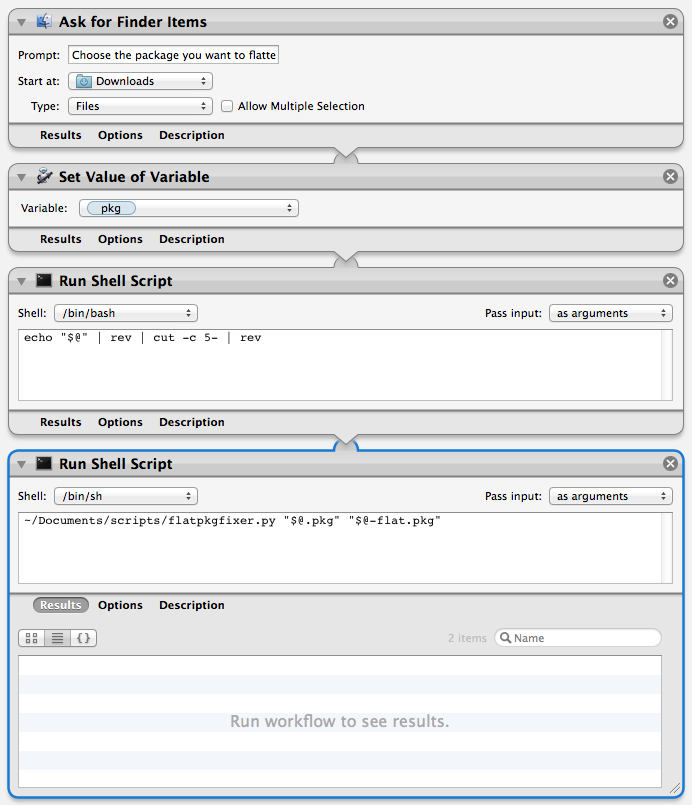 Ask for Finder Items
Prompt: Choose the package you want to flatte
Start at: Downloads
Type: Files Allow Multiple Selection
Results Options Description
Set Value of Variable
Variable: pkg
Results Options Description
Run Shell Script
Shell: /bin/bash Pass input: as arguments
echo "$@" | rev | cut -c 5- | rev
Results Options Description
Run Shell Script
Shell: /bin/sh Pass input: as arguments
~/Documents/scripts/flatpkgfixer.py "$@.pkg" "$@-flat.pkg"
Results Options Description
{} 2 items Name
Run workflow to see results.